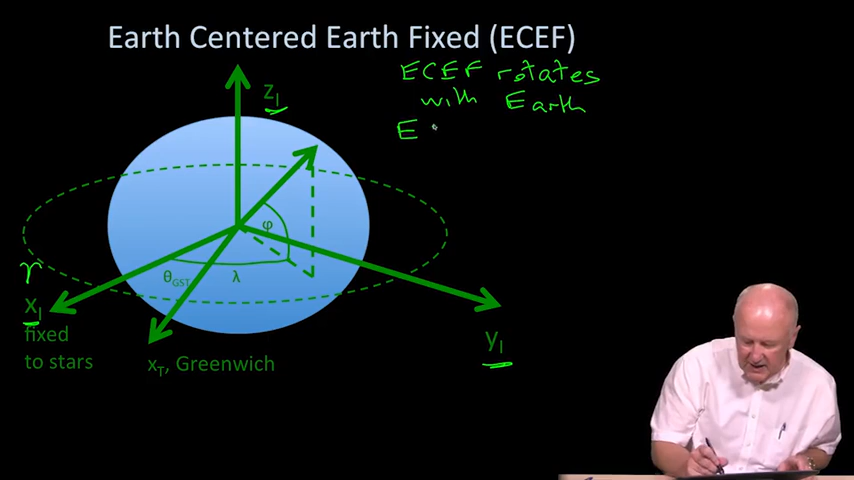 Earth Centered Earth Fixed (ECEF)
ECEF rotates
with Earth
E
z_I
φ
θ_GST
λ
ϒ
x_I
fixed
to stars
x_T, Greenwich
y_I